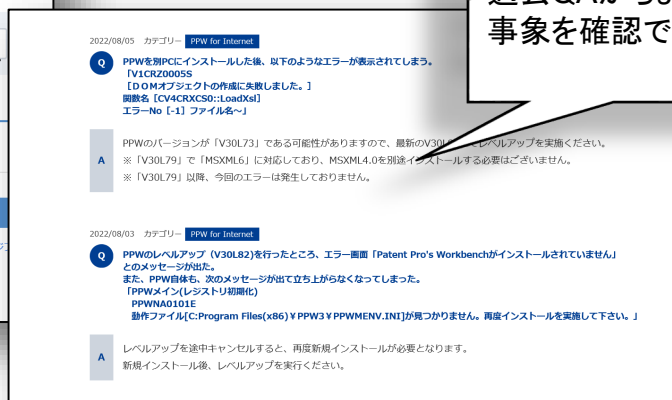 過去Q&Aから
事象を確認で
2022/08/05 カテゴリー PPW for Internet
Q PPWを別PCにインストールした後、以下のようなエラーが表示されてしまう。
「V1CRZ0005S
［ＤＯＭオブジェクトの作成に失敗しました。］
関数名［CV4CRXCS0::LoadXsl］
エラーNo［-1］ファイル名～」
A PPWのバージョンが「V30L73」である可能性がありますので、最新のV30 レベルアップを実施ください。
※「V30L79」で「MSXML6」に対応しており、MSXML4.0を別途インストールする必要はございません。
※「V30L79」以降、今回のエラーは発生しておりません。
2022/08/03 カテゴリー PPW for Internet
Q PPWのレベルアップ（V30L82)を行ったところ、エラー画面「Patent Pro's Workbenchがインストールされていません」
とのメッセージが出た。
また、PPW自体も、次のメッセージが出て立ち上がらなくなってしまった。
「PPWメイン(レジストリ初期化)
PPWNA0101E
動作ファイル[C:Program Files(x86)￥PPW3￥PPWMENV.INI]が見つかりません。再度インストールを実施して下さい。」
A レベルアップを途中キャンセルすると、再度新規インストールが必要となります。
新規インストール後、レベルアップを実行ください。